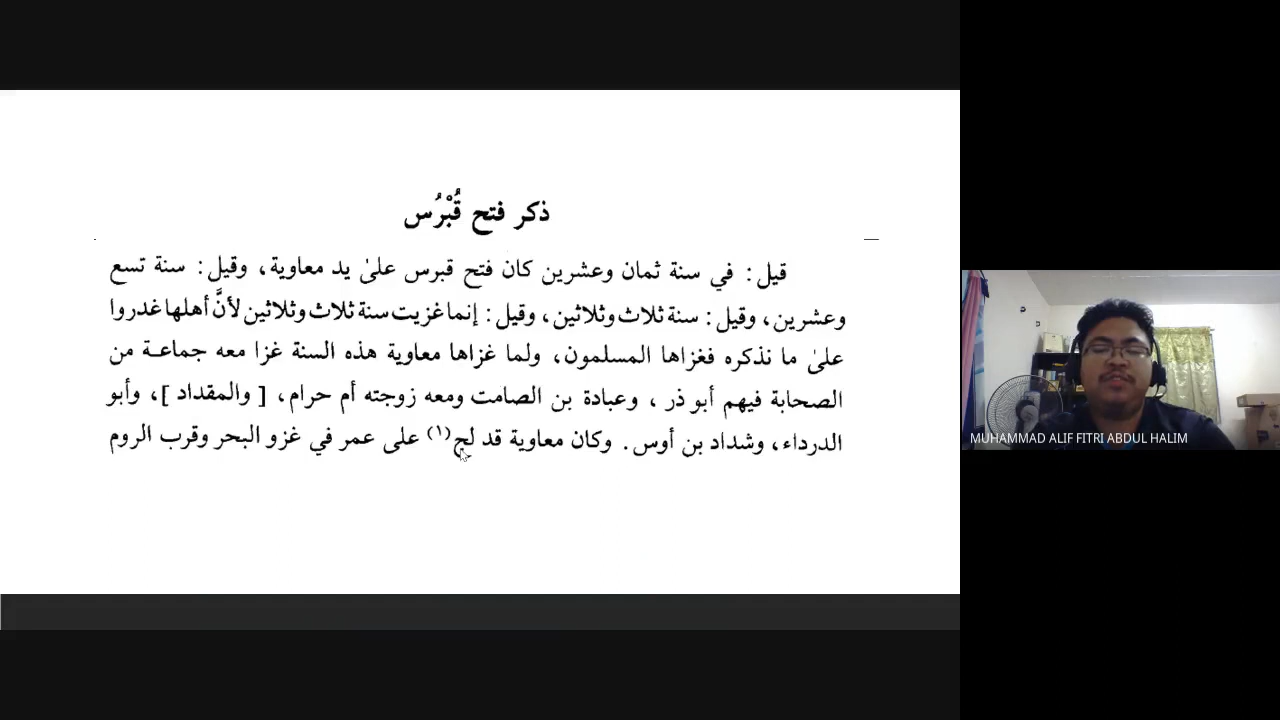 ذكر فتح قُبْرُس
قيل: في سنة ثمان وعشرين كان فتح قبرس علىٰ يد معاوية، وقيل: سنة تسع
وعشرين، وقيل: سنة ثلاث وثلاثين، وقيل: إنما غزيت سنة ثلاث وثلاثين لأنَّ أهلها غدروا
علىٰ ما نذكره فغزاها المسلمون، ولما غزاها معاوية هذه السنة غزا معه جماعة من
الصحابة فيهم أبو ذر ، وعبادة بن الصامت ومعه زوجته أم حرام، [ والمقداد ]، وأبو
الدرداء، وشداد بن أوس. وكان معاوية قد لج(١) على عمر في غزو البحر وقرب الروم
MUHAMMAD ALIF FITRI ABDUL HALIM